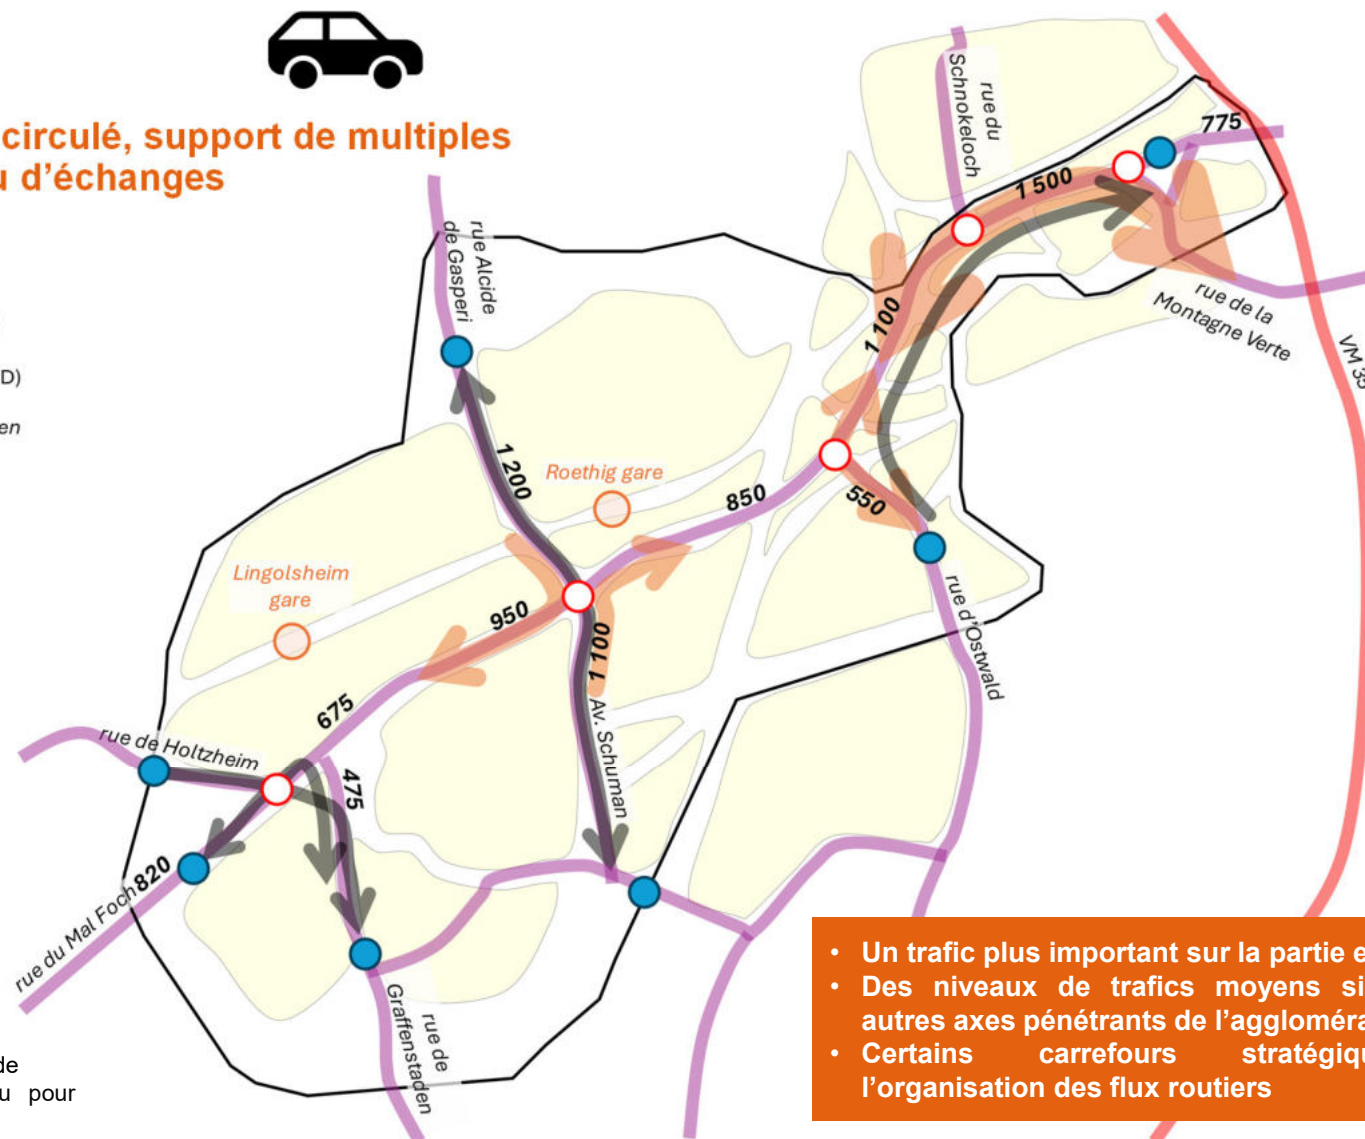 circulé, support de multiples
u d'échanges
D)
en
rue du
Schnokeloch
775
1 500
rue Alcide
de Gasperi
rue de la
Montagne Verte
VM 35
1 100
1 200
Roethig gare
850
550
Lingolsheim
gare
950
1 100
rue d'Ostwald
675
Av. Schuman
rue de Holtzheim
475
820
rue du Mal Foch
rue de
Graffenstaden
de
u pour
• Un trafic plus important sur la partie e
• Des niveaux de trafics moyens si
autres axes pénétrants de l'aggloméra
• Certains carrefours stratégiqu
l'organisation des flux routiers